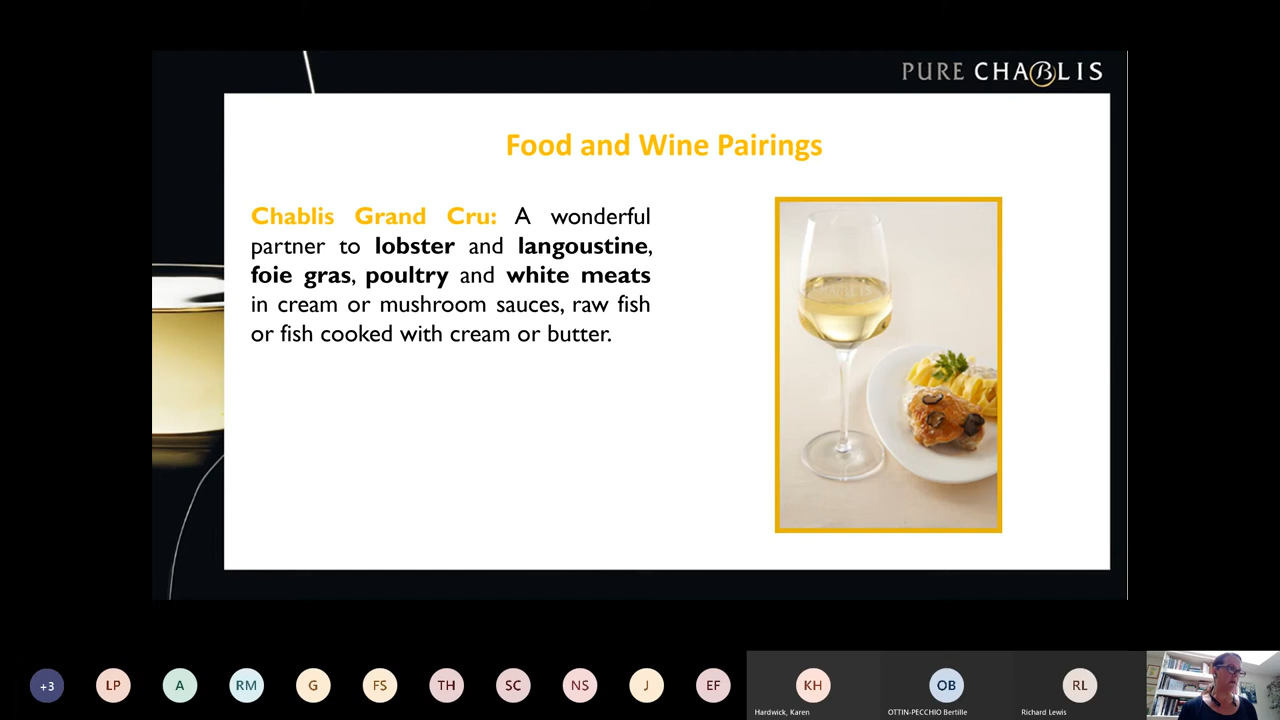 PURE CHABLIS
Food and Wine Pairings
Chablis Grand Cru: A wonderful
partner to lobster and langoustine,
foie gras, poultry and white meats
in cream or mushroom sauces, raw fish
or fish cooked with cream or butter.
CHABLIS
+3 LP A RM G FS TH SC NS J EF KH OB RL
Hardwick, Karen OTTIN-PECCHIO Bertille Richard Lewis